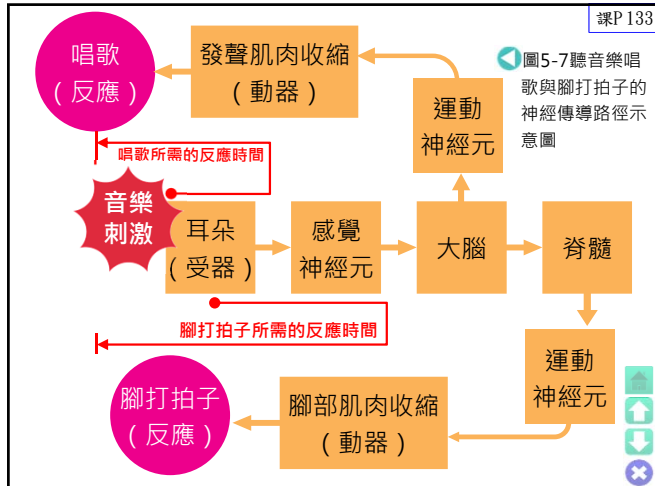 課P 133
唱歌
（反應）
發聲肌肉收縮
（動器）
運動
神經元
圖5-7聽音樂唱
歌與腳打拍子的
神經傳導路徑示
意圖
唱歌所需的反應時間
音樂
刺激
耳朵
（受器）
感覺
神經元
大腦
脊髓
腳打拍子所需的反應時間
運動
神經元
腳打拍子
（反應）
腳部肌肉收縮
（動器）